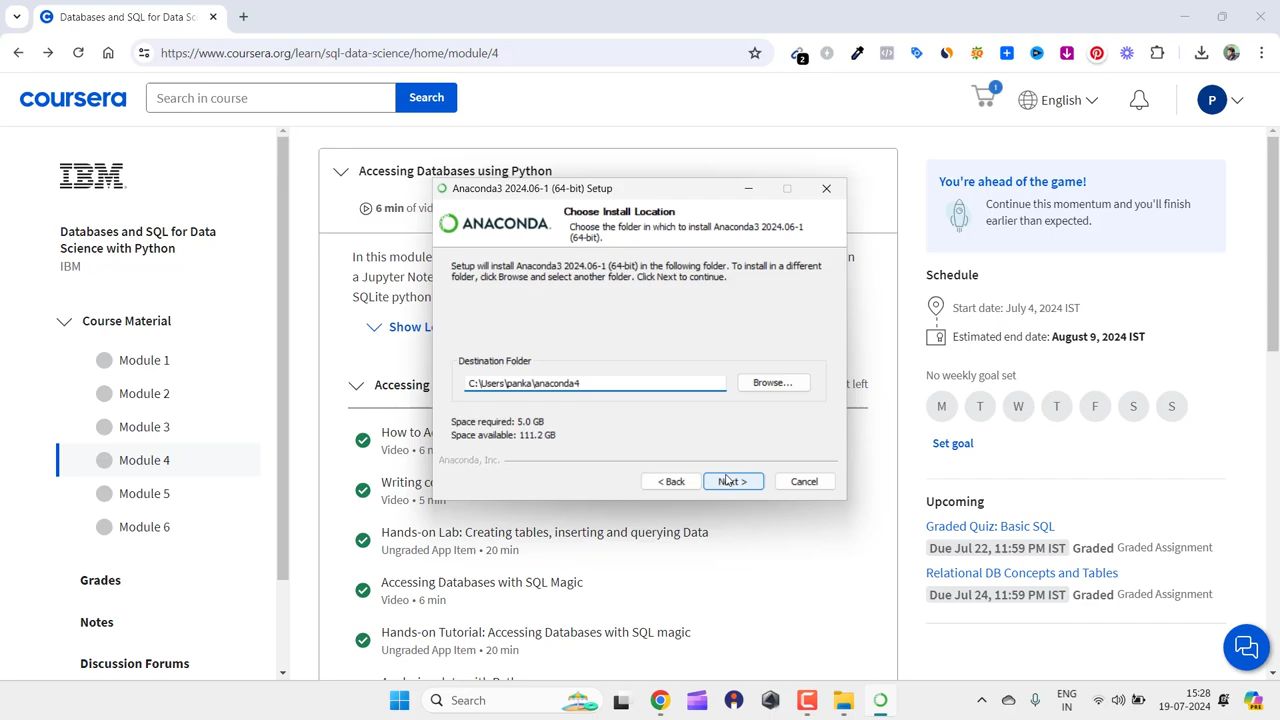 Databases and SQL for Data Sc
https://www.coursera.org/learn/sql-data-science/home/module/4
2
coursera
Search in course
Search
1
English
P
IBM
Databases and SQL for Data
Science with Python
IBM
Course Material
Module 1
Module 2
Module 3
Module 4
Module 5
Module 6
Grades
Notes
Discussion Forums
Accessing Databases using Python
6 min of vid
In this module
a Jupyter Note
SQLite python
Show L
Accessing
t left
How to A
Video • 6 m
Writing co
Video • 5 min
Hands-on Lab: Creating tables, inserting and querying Data
Ungraded App Item • 20 min
Accessing Databases with SQL Magic
Video • 6 min
Hands-on Tutorial: Accessing Databases with SQL magic
Ungraded App Item • 20 min
Anaconda3 2024.06-1 (64-bit) Setup
ANACONDA.
Choose Install Location
Choose the folder in which to install Anaconda3 2024.06-1
(64-bit).
Setup will install Anaconda3 2024.06-1 (64-bit) in the following folder. To install in a different
folder, click Browse and select another folder. Click Next to continue.
Destination Folder
C:\Users\panka\anaconda4
Browse...
Space required: 5.0 GB
Space available: 111.2 GB
Anaconda, Inc.
< Back
Next >
Cancel
You're ahead of the game!
Continue this momentum and you'll finish
earlier than expected.
Schedule
Start date: July 4, 2024 IST
Estimated end date: August 9, 2024 IST
No weekly goal set
M T W T F S S
Set goal
Upcoming
Graded Quiz: Basic SQL
Due Jul 22, 11:59 PM IST Graded Graded Assignment
Relational DB Concepts and Tables
Due Jul 24, 11:59 PM IST Graded Graded Assignment
Search
ENG
IN
15:28
19-07-2024